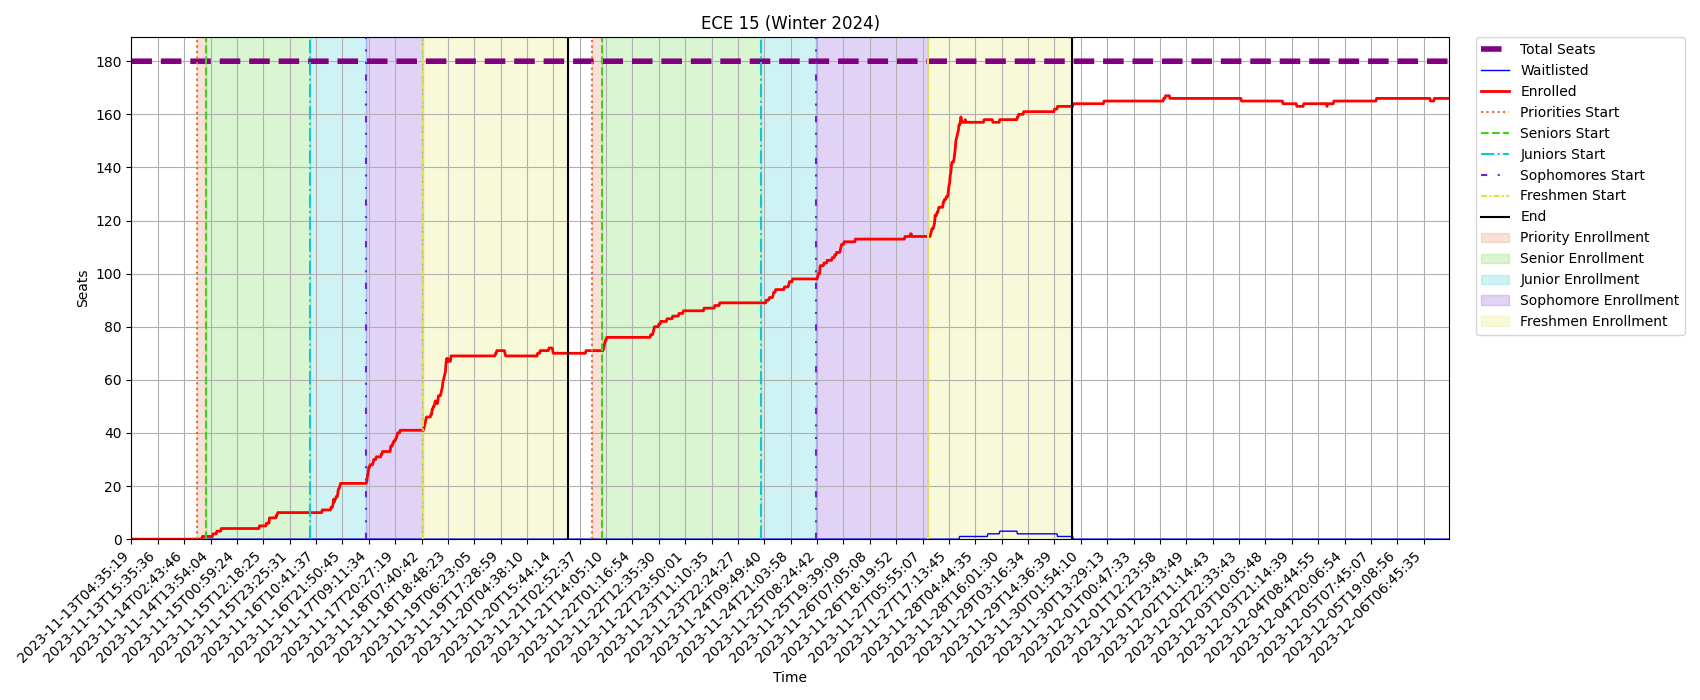 ECE 15 (Winter 2024)
Seats
180
160
140
120
100
80
60
40
20
0
2023-11-13T04:35:19
2023-11-13T15:35:36
2023-11-14T02:43:46
2023-11-14T13:54:04
2023-11-15T00:59:24
2023-11-15T12:18:25
2023-11-15T23:25:31
2023-11-16T10:41:37
2023-11-16T21:50:45
2023-11-17T09:11:34
2023-11-17T20:27:19
2023-11-18T07:40:42
2023-11-18T18:48:23
2023-11-19T06:23:05
2023-11-19T17:28:59
2023-11-20T04:38:10
2023-11-20T15:44:14
2023-11-21T02:52:37
2023-11-21T14:05:10
2023-11-22T01:16:54
2023-11-22T12:35:30
2023-11-22T23:50:01
2023-11-23T11:10:35
2023-11-23T22:24:27
2023-11-24T09:49:40
2023-11-24T21:03:58
2023-11-25T08:24:42
2023-11-25T19:39:09
2023-11-26T07:05:08
2023-11-26T18:19:52
2023-11-27T05:55:07
2023-11-27T17:13:45
2023-11-28T04:44:35
2023-11-28T16:01:30
2023-11-29T03:16:34
2023-11-29T14:36:39
2023-11-30T01:54:10
2023-11-30T13:29:13
2023-12-01T00:47:33
2023-12-01T12:23:58
2023-12-01T23:43:49
2023-12-02T11:14:43
2023-12-02T22:33:43
2023-12-03T10:05:48
2023-12-03T21:14:39
2023-12-04T08:44:55
2023-12-04T20:06:54
2023-12-05T07:45:07
2023-12-05T19:08:56
2023-12-06T06:45:35
Time
Total Seats
Waitlisted
Enrolled
Priorities Start
Seniors Start
Juniors Start
Sophomores Start
Freshmen Start
End
Priority Enrollment
Senior Enrollment
Junior Enrollment
Sophomore Enrollment
Freshmen Enrollment